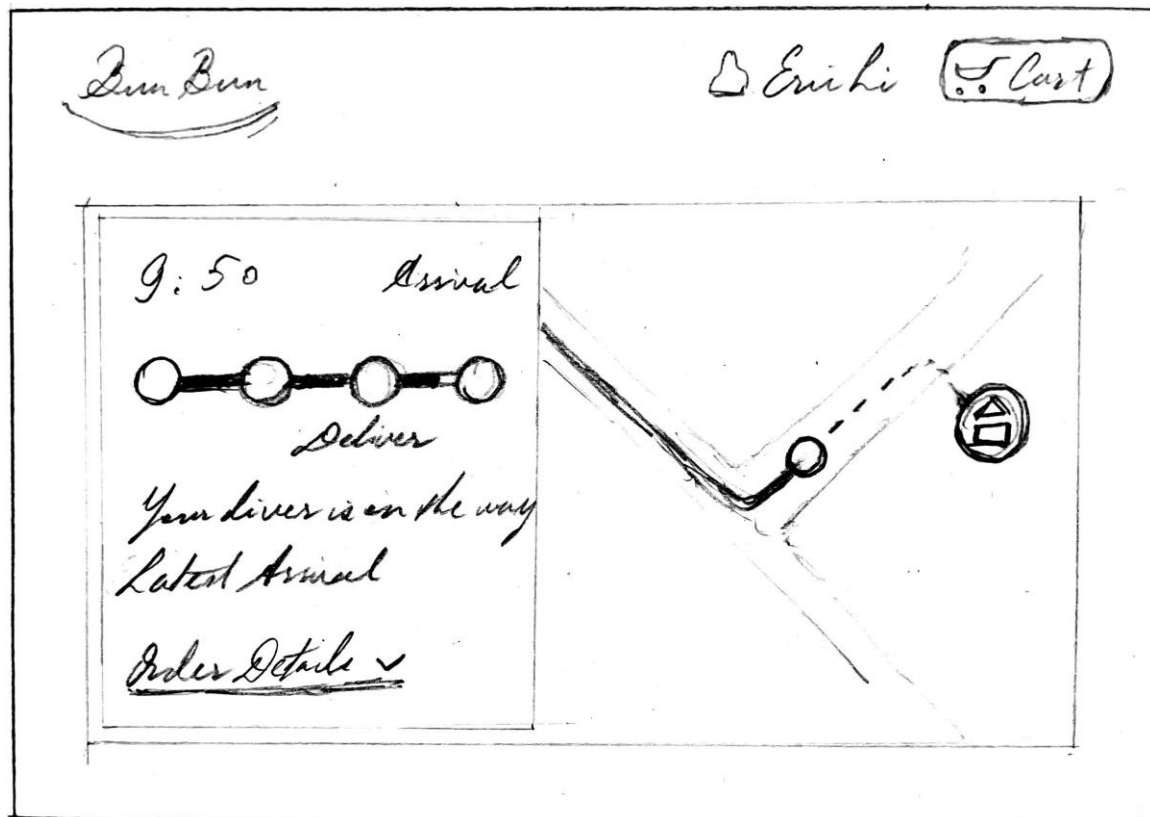 Bun Bun
Eric Li
Cart
9:50 Arrival
Deliver
Your diver is on the way
Latest Arrival
Order Details